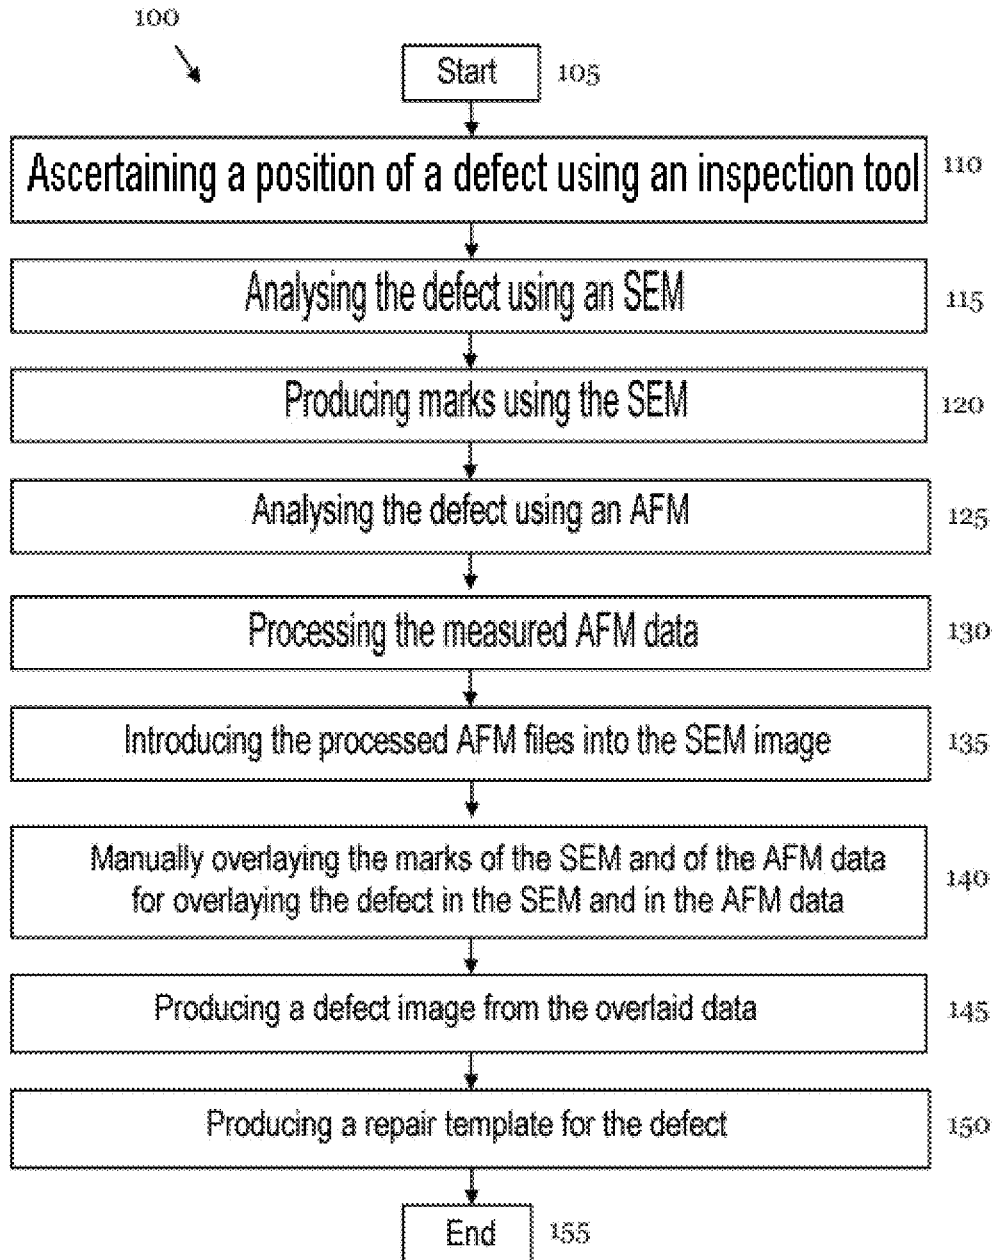 100
Start 105
Ascertaining a position of a defect using an inspection tool 110
Analysing the defect using an SEM 115
Producing marks using the SEM 120
Analysing the defect using an AFM 125
Processing the measured AFM data 130
Introducing the processed AFM files into the SEM image 135
Manually overlaying the marks of the SEM and of the AFM data
for overlaying the defect in the SEM and in the AFM data 140
Producing a defect image from the overlaid data 145
Producing a repair template for the defect 150
End 155